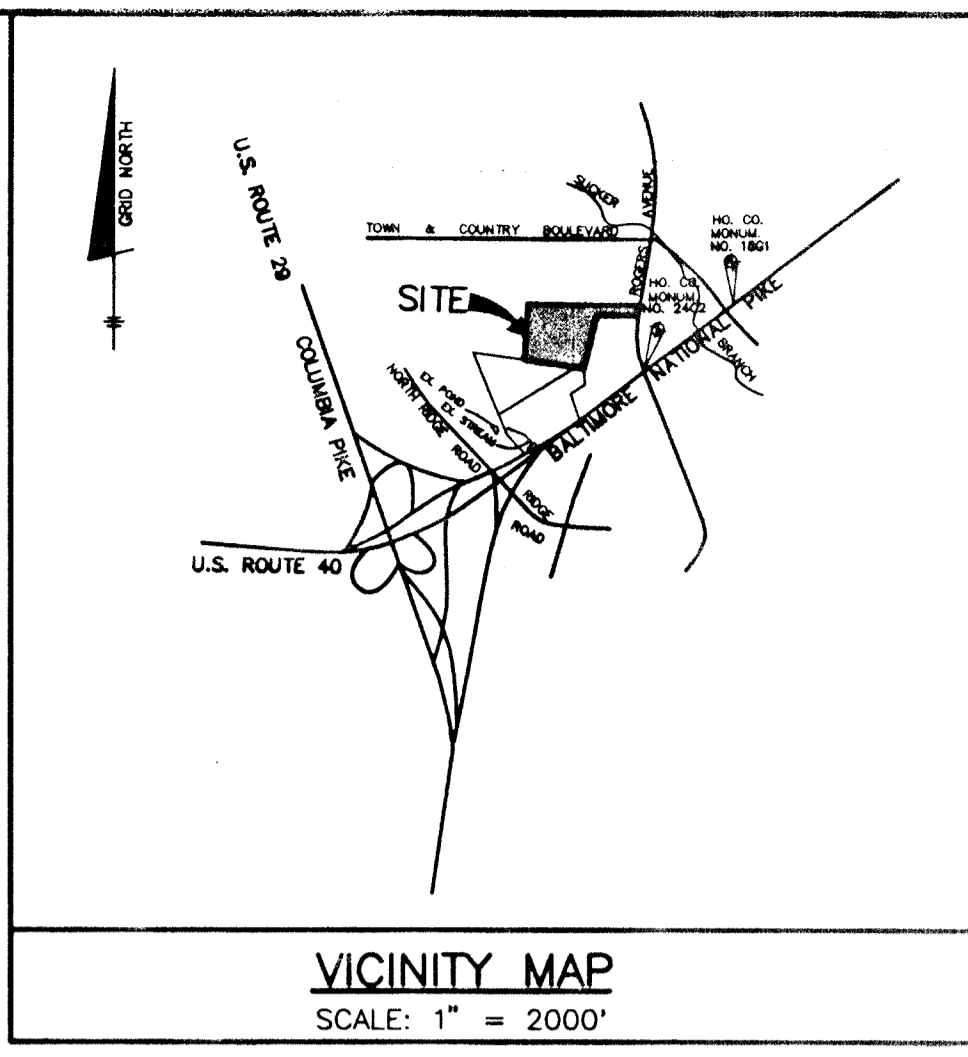 GRID NORTH
U.S. ROUTE 29
COLUMBIA PIKE
SUCKER
TOWN & COUNTRY BOULEVARD
ROGERS AVENUE
HO. CO.
MONUM.
NO. 18G1
HO. CO.
MONUM.
NO. 24C2
SITE
BALTIMORE NATIONAL PIKE
BRANCH
EX. POND
EX. STREAM
NORTH RIDGE
ROAD
RIDGE
ROAD
U.S. ROUTE 40
VICINITY MAP
SCALE: 1" = 2000'